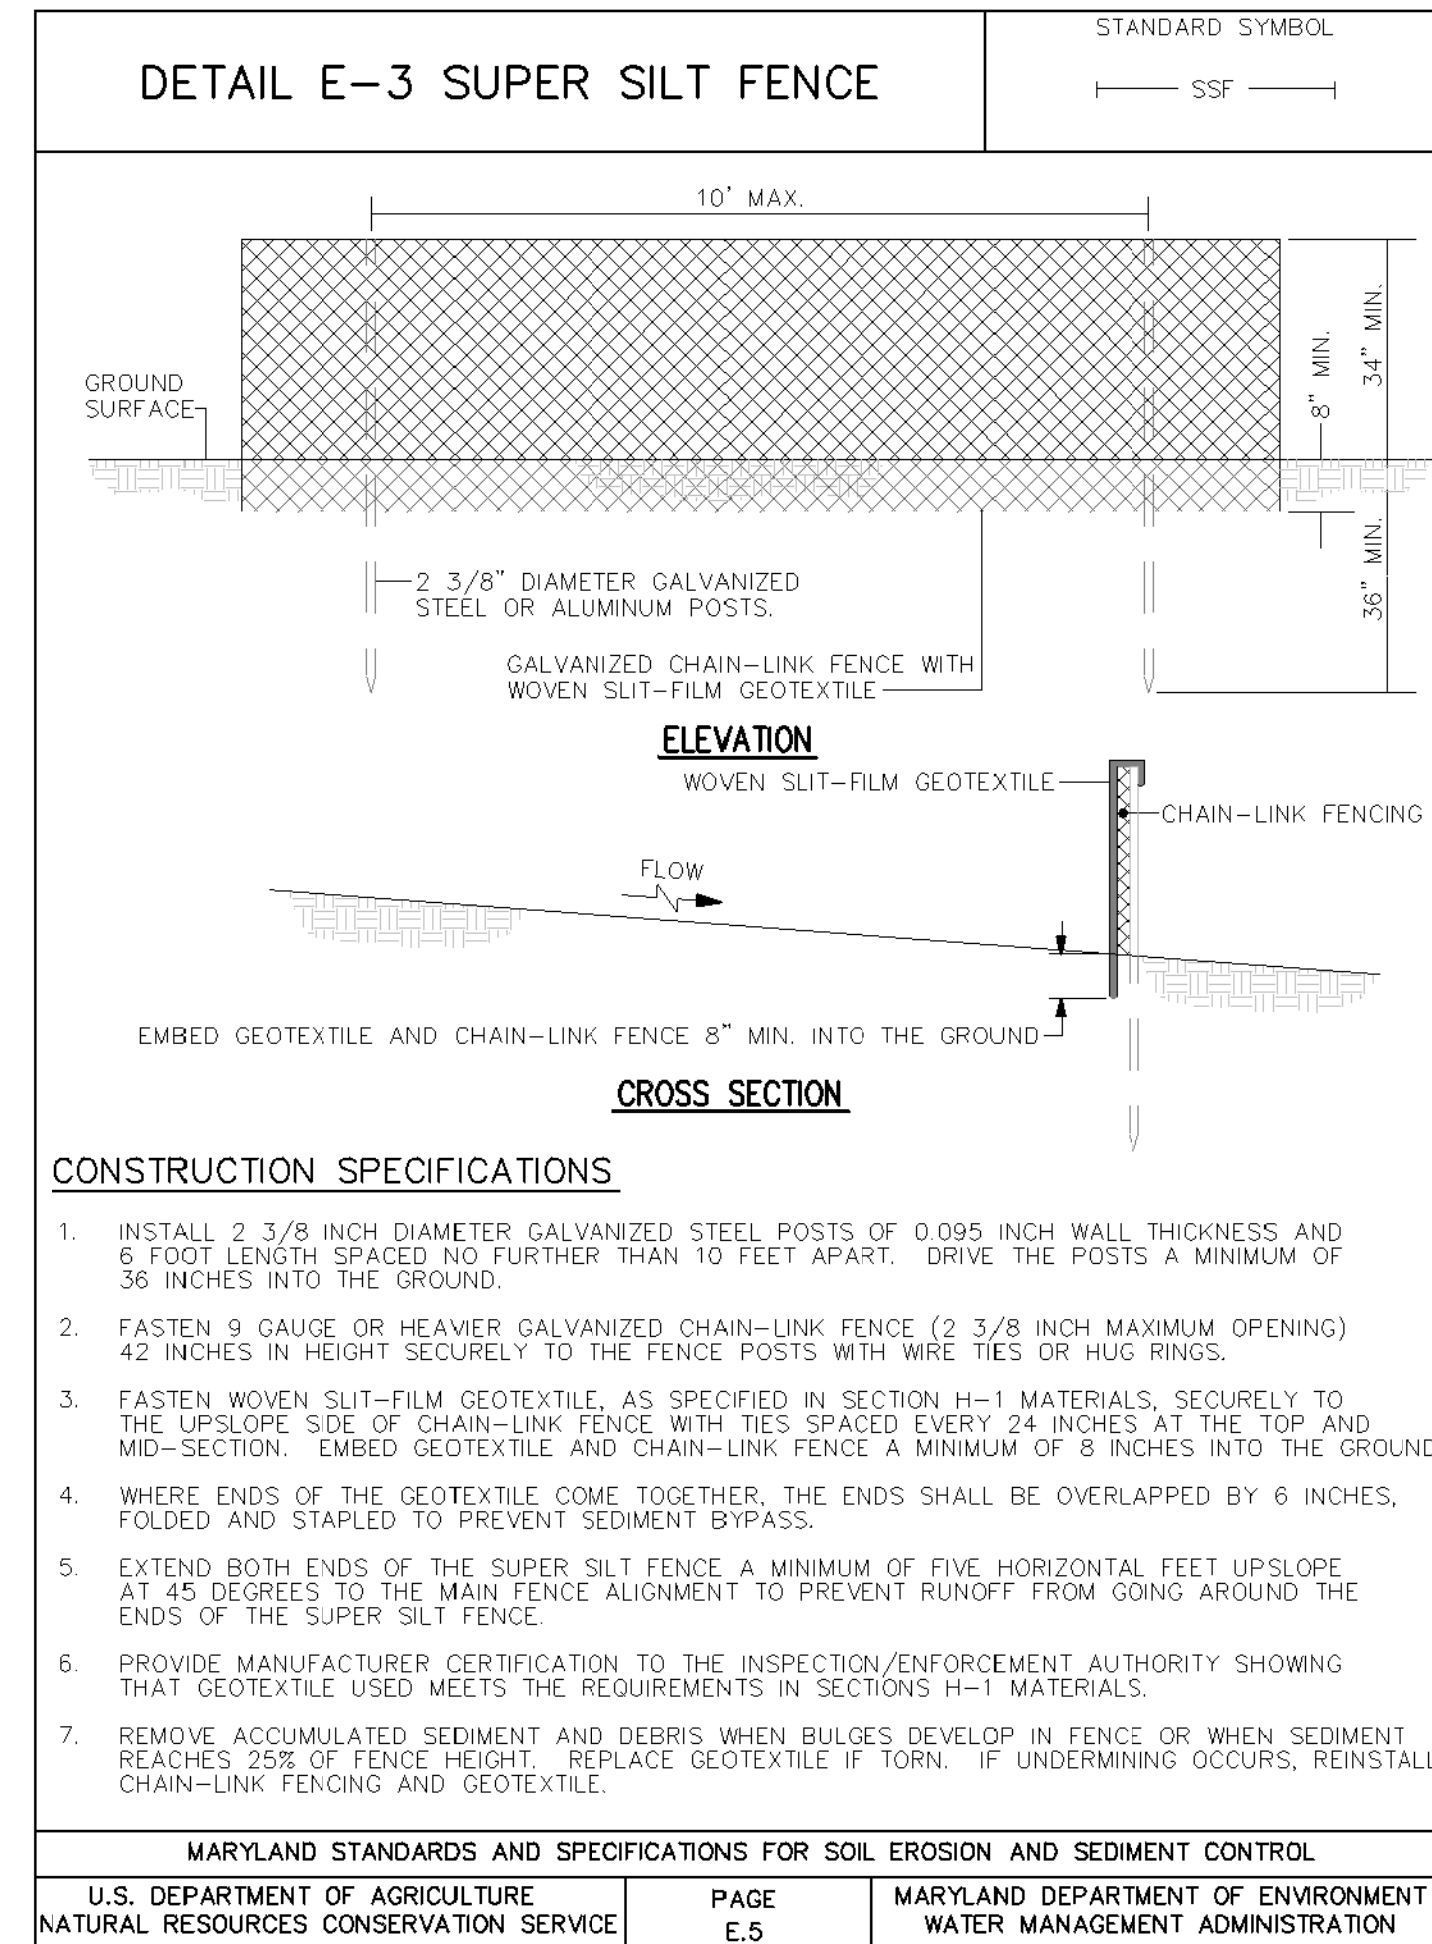 DETAIL E-3 SUPER SILT FENCE
STANDARD SYMBOL
SSF
10' MAX.
34" MIN.
8" MIN.
GROUND
SURFACE
36" MIN.
2 3/8" DIAMETER GALVANIZED
STEEL OR ALUMINUM POSTS.
GALVANIZED CHAIN-LINK FENCE WITH
WOVEN SLIT-FILM GEOTEXTILE
ELEVATION
WOVEN SLIT-FILM GEOTEXTILE
CHAIN-LINK FENCING
FLOW
EMBED GEOTEXTILE AND CHAIN-LINK FENCE 8" MIN. INTO THE GROUND
CROSS SECTION
CONSTRUCTION SPECIFICATIONS
1. INSTALL 2 3/8 INCH DIAMETER GALVANIZED STEEL POSTS OF 0.095 INCH WALL THICKNESS AND
6 FOOT LENGTH SPACED NO FURTHER THAN 10 FEET APART. DRIVE THE POSTS A MINIMUM OF
36 INCHES INTO THE GROUND.
2. FASTEN 9 GAUGE OR HEAVIER GALVANIZED CHAIN-LINK FENCE (2 3/8 INCH MAXIMUM OPENING)
42 INCHES IN HEIGHT SECURELY TO THE FENCE POSTS WITH WIRE TIES OR HUG RINGS.
3. FASTEN WOVEN SLIT-FILM GEOTEXTILE, AS SPECIFIED IN SECTION H-1 MATERIALS, SECURELY TO
THE UPSLOPE SIDE OF CHAIN-LINK FENCE WITH TIES SPACED EVERY 24 INCHES AT THE TOP AND
MID-SECTION. EMBED GEOTEXTILE AND CHAIN-LINK FENCE A MINIMUM OF 8 INCHES INTO THE GROUND
4. WHERE ENDS OF THE GEOTEXTILE COME TOGETHER, THE ENDS SHALL BE OVERLAPPED BY 6 INCHES,
FOLDED AND STAPLED TO PREVENT SEDIMENT BYPASS.
5. EXTEND BOTH ENDS OF THE SUPER SILT FENCE A MINIMUM OF FIVE HORIZONTAL FEET UPSLOPE
AT 45 DEGREES TO THE MAIN FENCE ALIGNMENT TO PREVENT RUNOFF FROM GOING AROUND THE
ENDS OF THE SUPER SILT FENCE.
6. PROVIDE MANUFACTURER CERTIFICATION TO THE INSPECTION/ENFORCEMENT AUTHORITY SHOWING
THAT GEOTEXTILE USED MEETS THE REQUIREMENTS IN SECTIONS H-1 MATERIALS.
7. REMOVE ACCUMULATED SEDIMENT AND DEBRIS WHEN BULGES DEVELOP IN FENCE OR WHEN SEDIMENT
REACHES 25% OF FENCE HEIGHT. REPLACE GEOTEXTILE IF TORN. IF UNDERMINING OCCURS, REINSTALL
CHAIN-LINK FENCING AND GEOTEXTILE.
MARYLAND STANDARDS AND SPECIFICATIONS FOR SOIL EROSION AND SEDIMENT CONTROL
U.S. DEPARTMENT OF AGRICULTURE
NATURAL RESOURCES CONSERVATION SERVICE
PAGE
E.5
MARYLAND DEPARTMENT OF ENVIRONMENT
WATER MANAGEMENT ADMINISTRATION